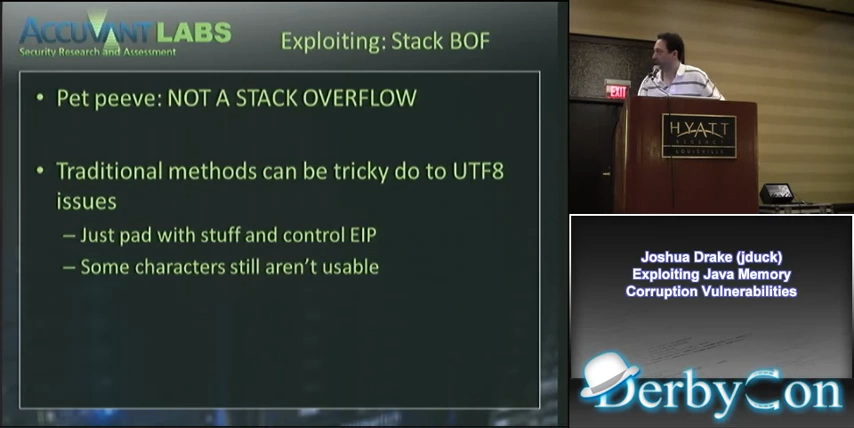 ACCUVANT LABS
Security Research and Assessment
Exploiting: Stack BOF
• Pet peeve: NOT A STACK OVERFLOW
• Traditional methods can be tricky do to UTF8
issues
– Just pad with stuff and control EIP
– Some characters still aren't usable
EXIT
HYATT
REGENCY
LOUISVILLE
Joshua Drake (jduck)
Exploiting Java Memory
Corruption Vulnerabilities
DerbyCon